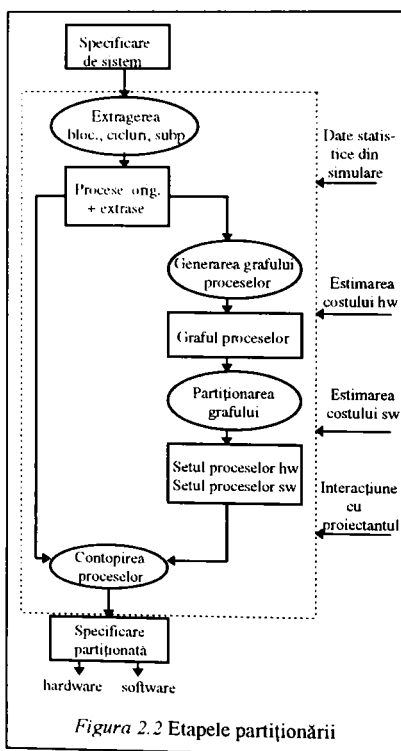 Specificare
de sistem
Extragerea
bloc., cicluri, subp.
Date statis-
tice din
simulare
Procese orig.
+ extrase
Generarea grafului
proceselor
Estimarea
costului hw
Graful proceselor
Partiționarea
grafului
Estimarea
costului sw
Setul proceselor hw
Setul proceselor sw
Interacțiune
cu
proiectantul
Contopirea
proceselor
Specificare
partiționată
hardware software
Figura 2.2 Etapele partiționării